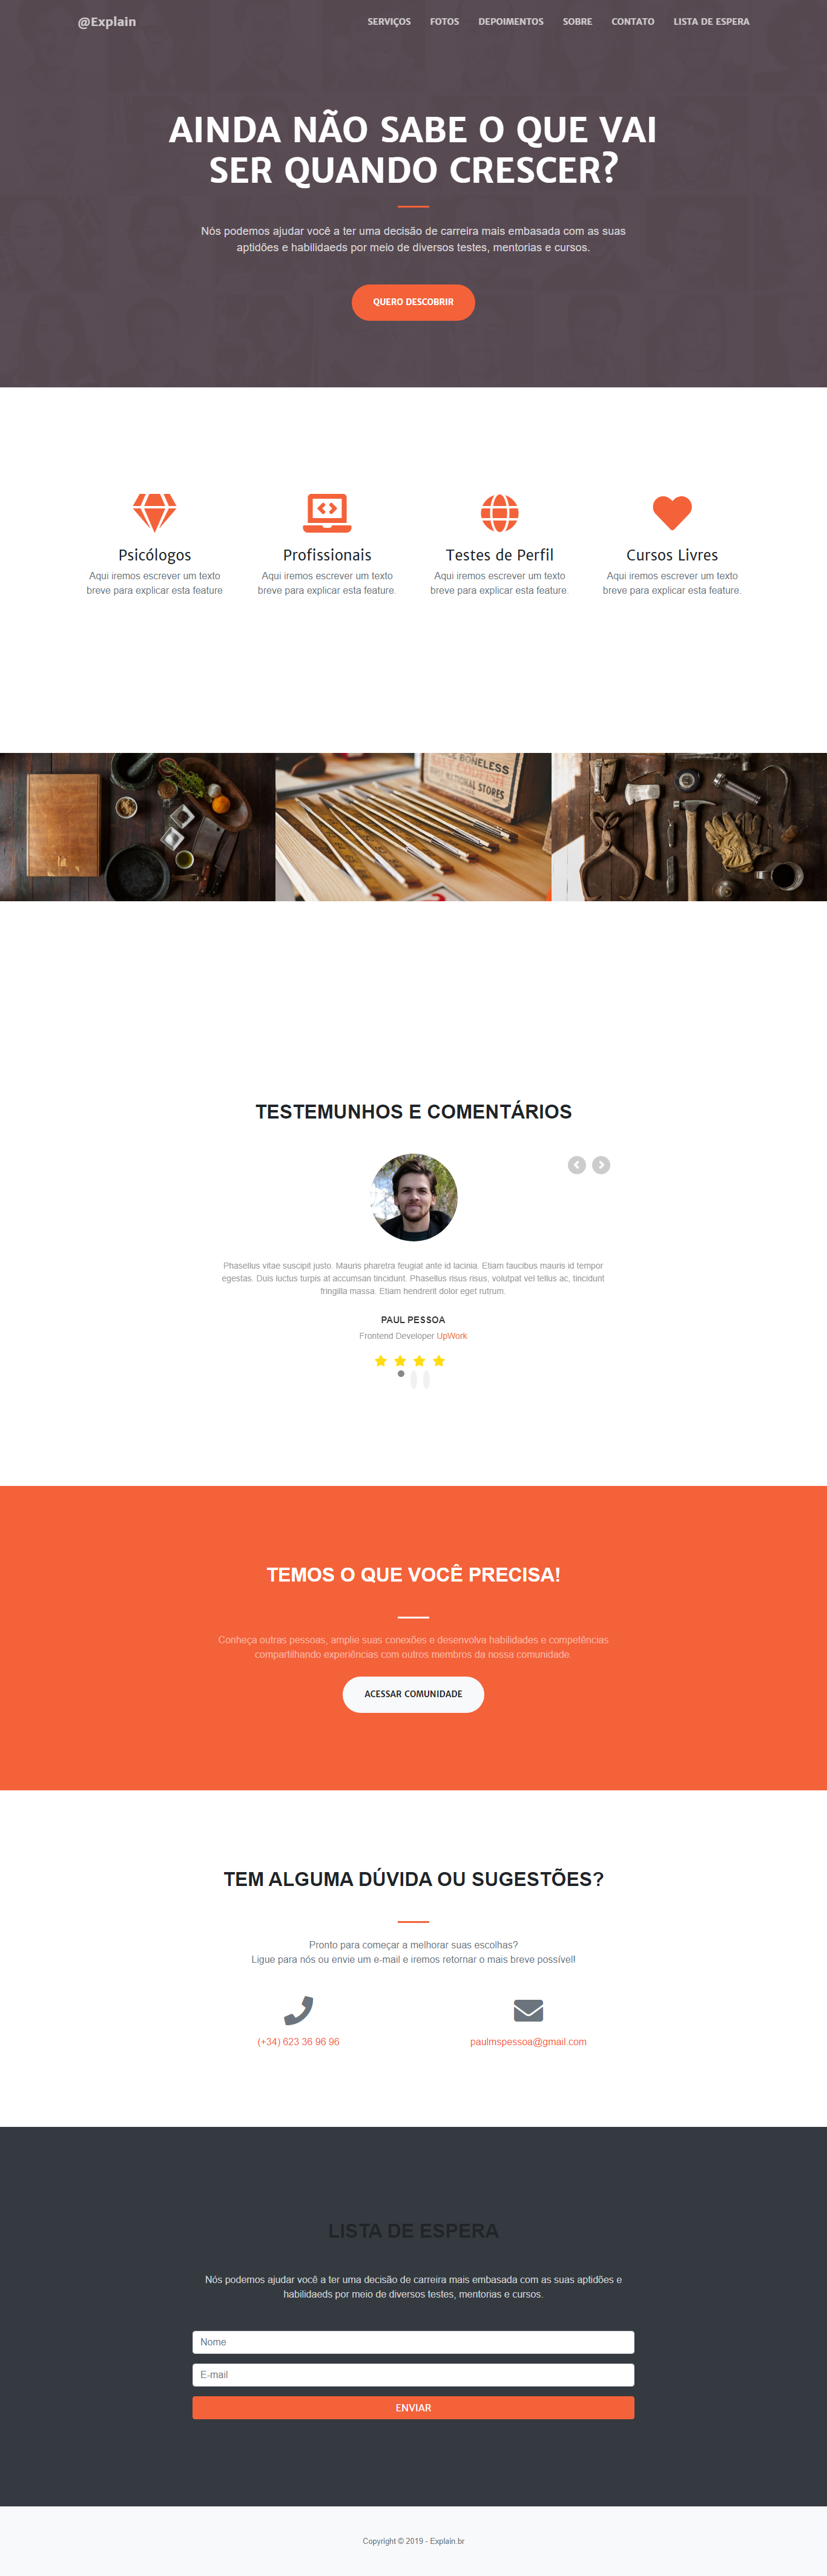 @Explain
SERVIÇOS FOTOS DEPOIMENTOS SOBRE CONTATO LISTA DE ESPERA
AINDA NÃO SABE O QUE VAI
SER QUANDO CRESCER?
Nós podemos ajudar você a ter uma decisão de carreira mais embasada com as suas
aptidões e habilidaeds por meio de diversos testes, mentorias e cursos.
QUERO DESCOBRIR
Psicólogos
Aqui iremos escrever um texto
breve para explicar esta feature
Profissionais
Aqui iremos escrever um texto
breve para explicar esta feature.
Testes de Perfil
Aqui iremos escrever um texto
breve para explicar esta feature.
Cursos Livres
Aqui iremos escrever um texto
breve para explicar esta feature.
BONELESS
NATIONAL STORES
TESTEMUNHOS E COMENTÁRIOS
Phasellus vitae suscipit justo. Mauris pharetra feugiat ante id lacinia. Etiam faucibus mauris id tempor
egestas. Duis luctus turpis at accumsan tincidunt. Phasellus risus risus, volutpat vel tellus ac, tincidunt
fringilla massa. Etiam hendrerit dolor eget rutrum.
PAUL PESSOA
Frontend Developer UpWork
TEMOS O QUE VOCÊ PRECISA!
Conheça outras pessoas, amplie suas conexões e desenvolva habilidades e competências
compartilhando experiências com outros membros da nossa comunidade.
ACESSAR COMUNIDADE
TEM ALGUMA DÚVIDA OU SUGESTÕES?
Pronto para começar a melhorar suas escolhas?
Ligue para nós ou envie um e-mail e iremos retornar o mais breve possível!
(+34) 623 36 96 96
paulmspessoa@gmail.com
LISTA DE ESPERA
Nós podemos ajudar você a ter uma decisão de carreira mais embasada com as suas aptidões e
habilidaeds por meio de diversos testes, mentorias e cursos.
Nome
E-mail
ENVIAR
Copyright © 2019 - Explain.br